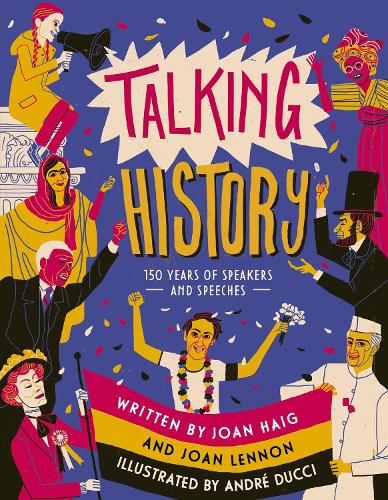 TALKING
HISTORY
150 YEARS OF SPEAKERS
AND SPEECHES
WRITTEN BY JOAN HAIG
AND JOAN LENNON
ILLUSTRATED BY ANDRÉ DUCCI